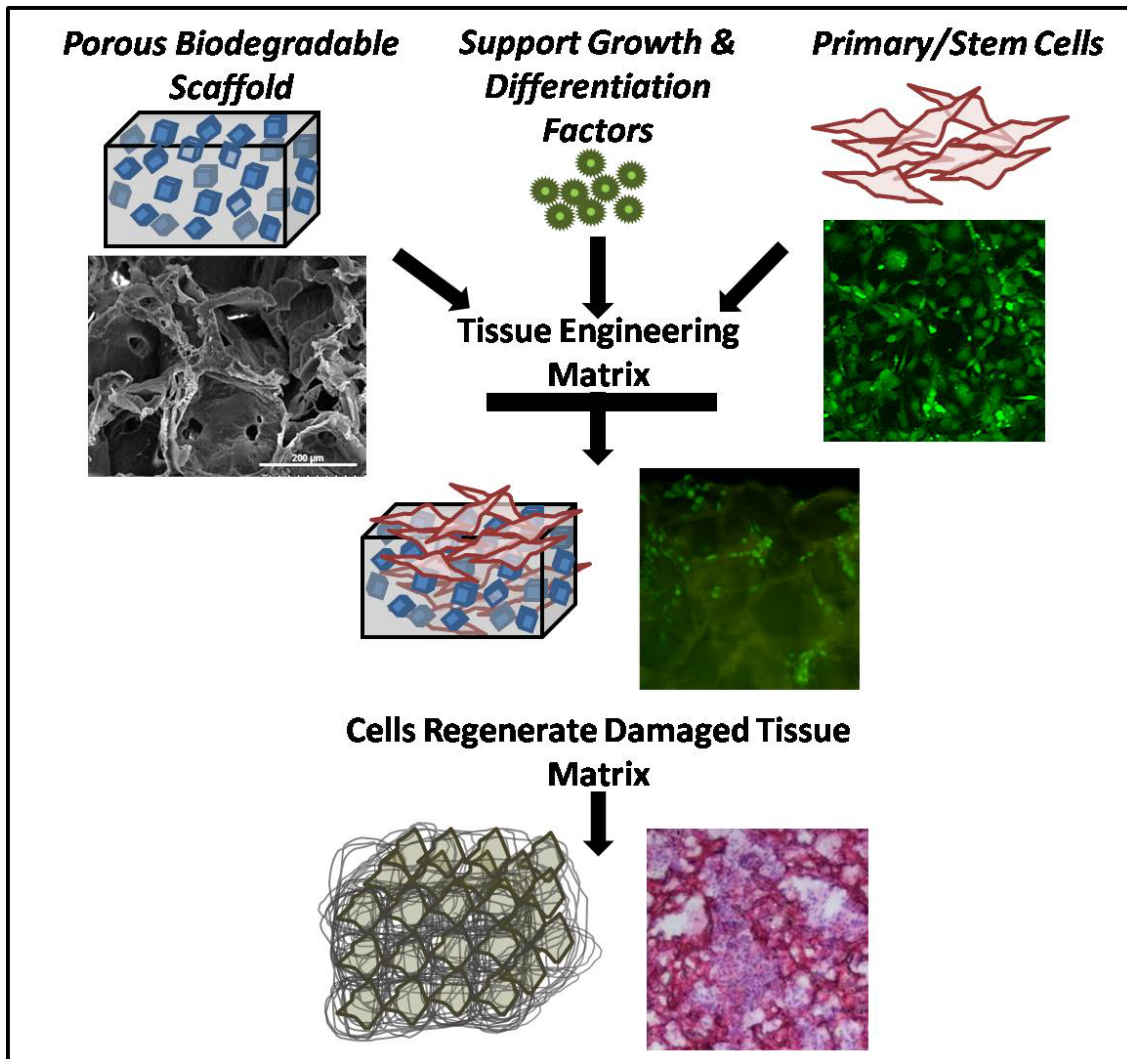 Porous Biodegradable
Scaffold
Support Growth &
Differentiation
Factors
Primary/Stem Cells
200 µm
Tissue Engineering
Matrix
Cells Regenerate Damaged Tissue
Matrix